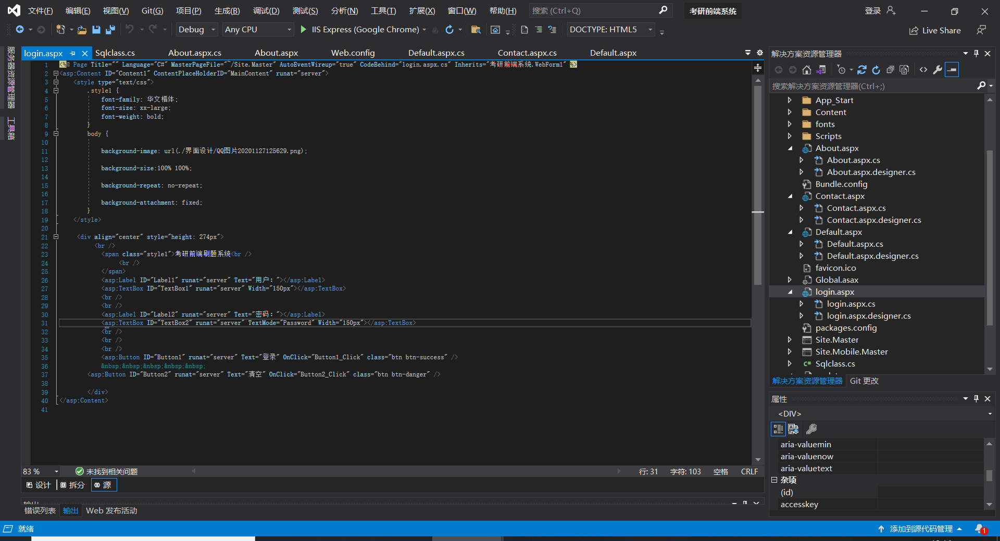 文件(F) 编辑(E) 视图(V) Git(G) 项目(P) 生成(B) 调试(D) 测试(S) 分析(N) 工具(T) 扩展(X) 窗口(W) 帮助(H) 搜索 (Ctrl+Q) 考研前端系统 登录
Debug Any CPU IIS Express (Google Chrome) DOCTYPE: HTML5 Live Share
服务器资源管理器
工具箱
login.aspx Sqlclass.cs About.aspx.cs About.aspx Web.config Default.aspx.cs Contact.aspx.cs Default.aspx
1 <%@ Page Title="" Language="C#" MasterPageFile="~/Site.Master" AutoEventWireup="true" CodeBehind="login.aspx.cs" Inherits="考研前端系统.WebForm1" %>
2 <asp:Content ID="Content1" ContentPlaceHolderID="MainContent" runat="server">
3 <style type="text/css">
4 .style1 {
5 font-family: 华文楷体;
6 font-size: xx-large;
7 font-weight: bold;
8 }
9 body {
10
11 background-image: url(./界面设计/QQ图片20201127125629.png);
12
13 background-size:100% 100%;
14
15 background-repeat: no-repeat;
16
17 background-attachment: fixed;
18 }
19 </style>
20
21 <div align="center" style="height: 274px">
22 <br />
23 <span class="style1">考研前端刷题系统<br />
24 <br />
25 </span>
26 <asp:Label ID="Label1" runat="server" Text="用户："></asp:Label>
27 <asp:TextBox ID="TextBox1" runat="server" Width="150px"></asp:TextBox>
28 <br />
29 <br />
30 <asp:Label ID="Label2" runat="server" Text="密码："></asp:Label>
31 <asp:TextBox ID="TextBox2" runat="server" TextMode="Password" Width="150px"></asp:TextBox>
32 <br />
33 <br />
34 <br />
35 <asp:Button ID="Button1" runat="server" Text="登录" OnClick="Button1_Click" class="btn btn-success" />
36 &nbsp;&nbsp;&nbsp;&nbsp;&nbsp;
37 <asp:Button ID="Button2" runat="server" Text="清空" OnClick="Button2_Click" class="btn btn-danger" />
38
39 </div>
40 </asp:Content>
41
83 % 未找到相关问题 行: 31 字符: 103 空格 CRLF
设计 拆分 源
输出
错误列表 输出 Web 发布活动
解决方案资源管理器
搜索解决方案资源管理器(Ctrl+;)
App_Start
Content
fonts
Scripts
About.aspx
About.aspx.cs
About.aspx.designer.cs
Bundle.config
Contact.aspx
Contact.aspx.cs
Contact.aspx.designer.cs
Default.aspx
Default.aspx.cs
Default.aspx.designer.cs
favicon.ico
Global.asax
login.aspx
login.aspx.cs
login.aspx.designer.cs
packages.config
Site.Master
Site.Mobile.Master
C# Sqlclass.cs
解决方案资源管理器 Git 更改
属性
<DIV>
aria-valuemin
aria-valuenow
aria-valuetext
杂项
(id)
accesskey
就绪 添加到源代码管理 1